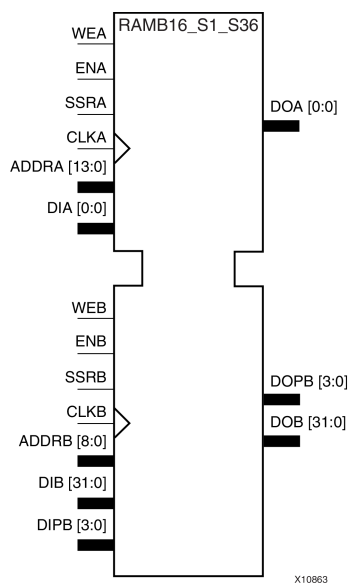 RAMB16_S1_S36
WEA
ENA
SSRA
DOA [0:0]
CLKA
ADDRA [13:0]
DIA [0:0]
WEB
ENB
SSRB
DOPB [3:0]
CLKB
DOB [31:0]
ADDRB [8:0]
DIB [31:0]
DIPB [3:0]
X10863